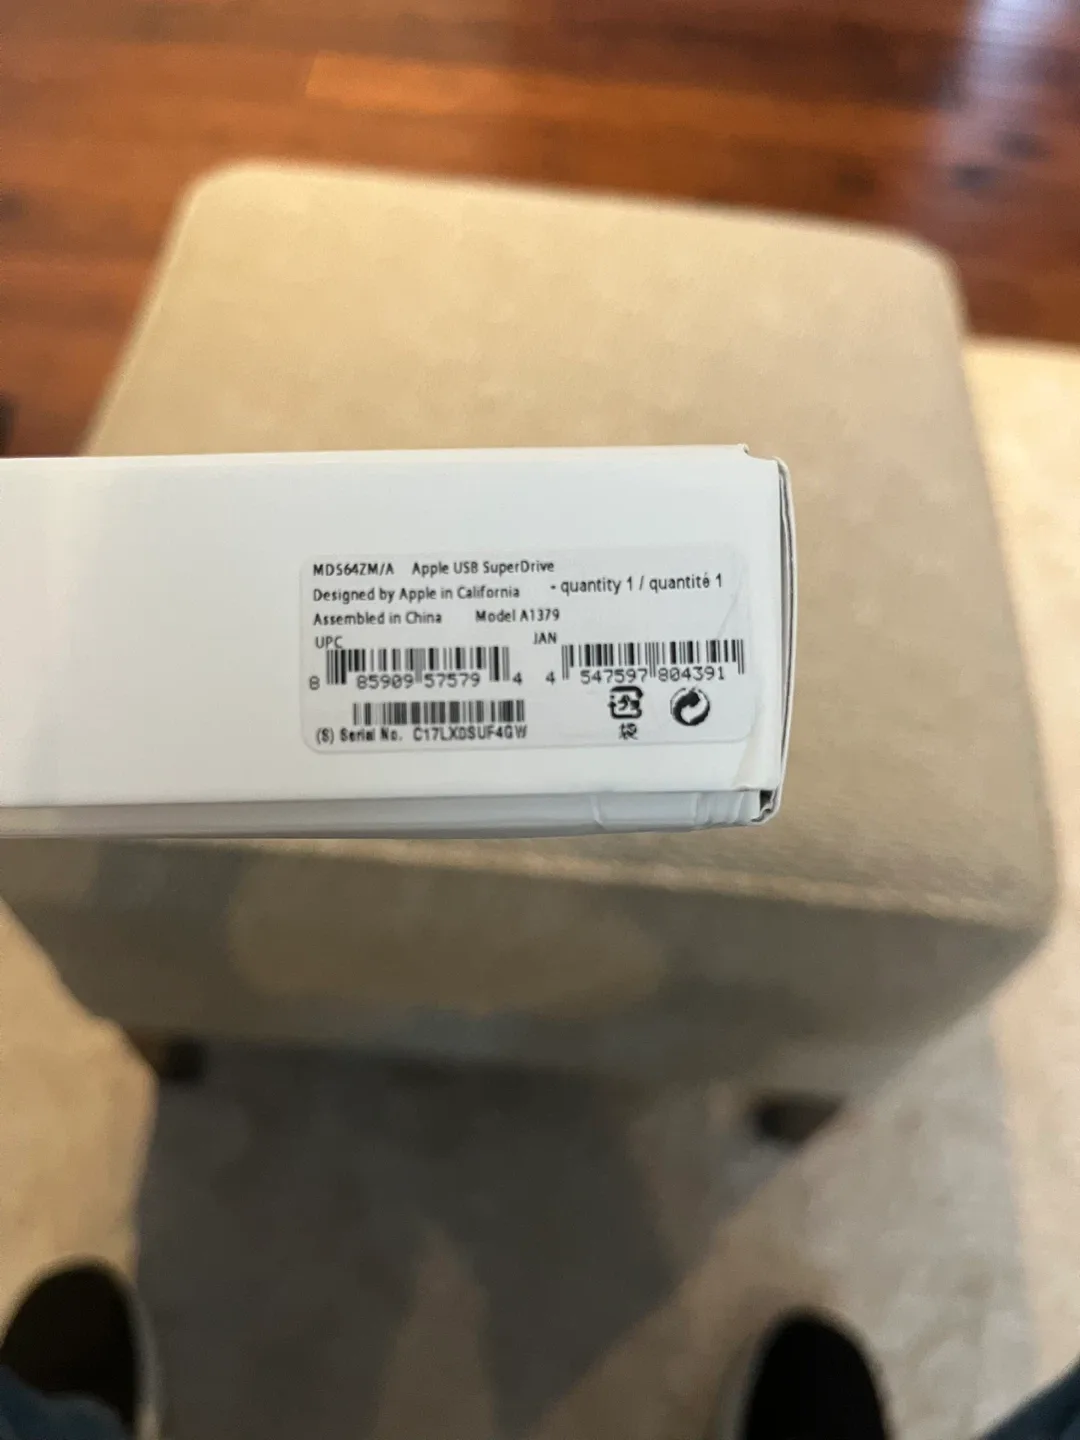 MD564ZM/A Apple USB SuperDrive
Designed by Apple in California - quantity 1 / quantité 1
Assembled in China Model A1379
UPC JAN
8 85909 57579 4 4 547597 804391
(S) Serial No. C17LX0SUF4GW
袋